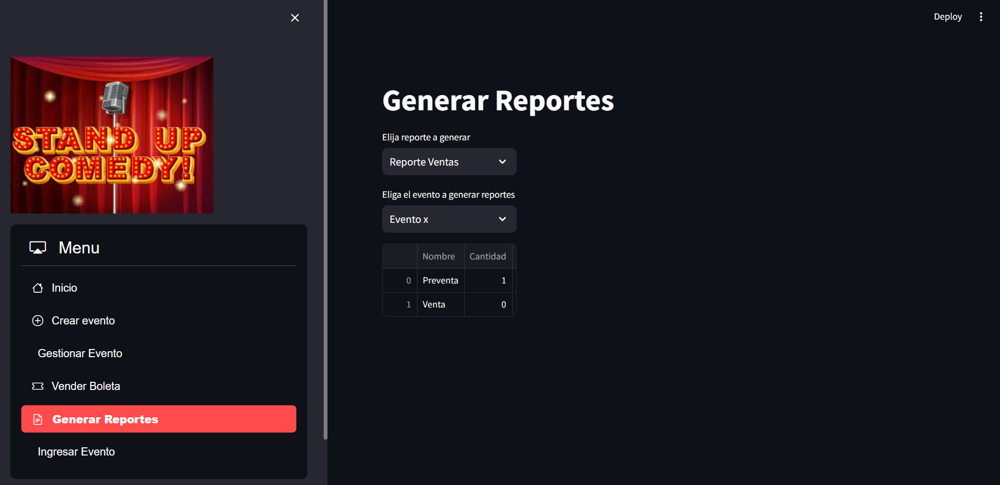 Deploy
STAND UP
COMEDY!
Menu
Inicio
Crear evento
Gestionar Evento
Vender Boleta
Generar Reportes
Ingresar Evento
Generar Reportes
Elija reporte a generar
Reporte Ventas
Eliga el evento a generar reportes
Evento x
Nombre Cantidad
0 Preventa 1
1 Venta 0